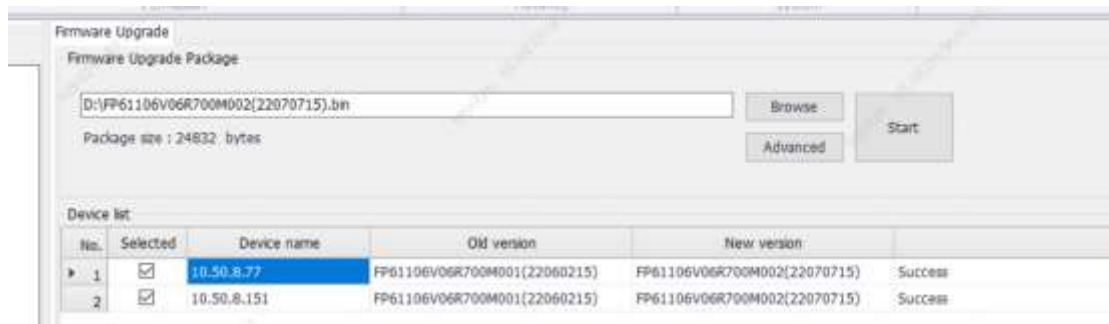 Firmware Upgrade
Firmware Upgrade Package
D:\FP61106V06R700M002(22070715).bin
Browse
Start
Package size : 24832 bytes
Advanced
Device list
No. Selected Device name Old version New version
1 10.50.8.77 FP61106V06R700M001(22060215) FP61106V06R700M002(22070715) Success
2 10.50.8.151 FP61106V06R700M001(22060215) FP61106V06R700M002(22070715) Success